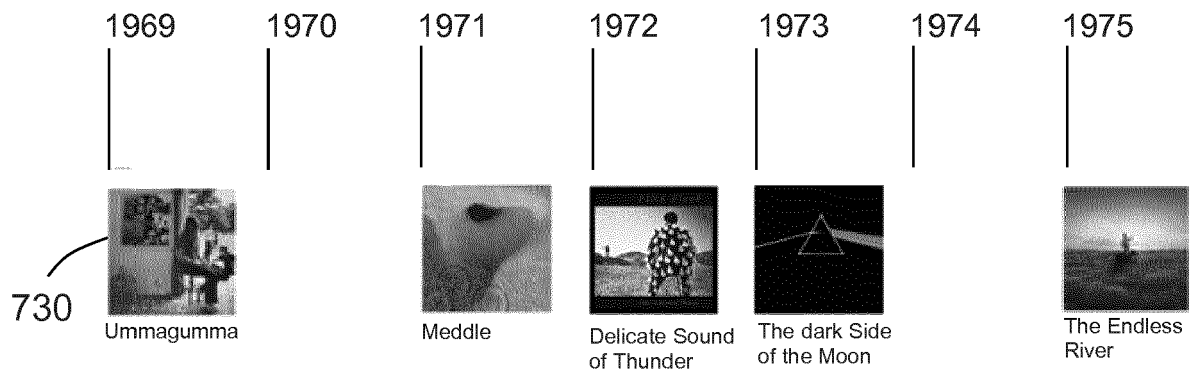 1969 1970 1971 1972 1973 1974 1975
730
Ummagumma
Meddle
Delicate Sound
of Thunder
The dark Side
of the Moon
The Endless
River